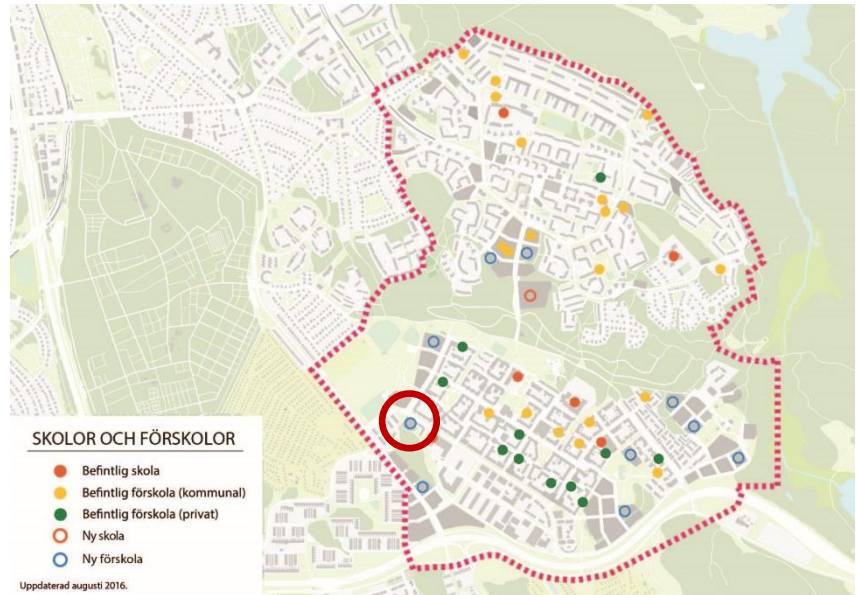 SKOLOR OCH FÖRSKOLOR
Befintlig skola
Befintlig förskola (kommunal)
Befintlig förskola (privat)
Ny skola
Ny förskola
Uppdaterad augusti 2016.